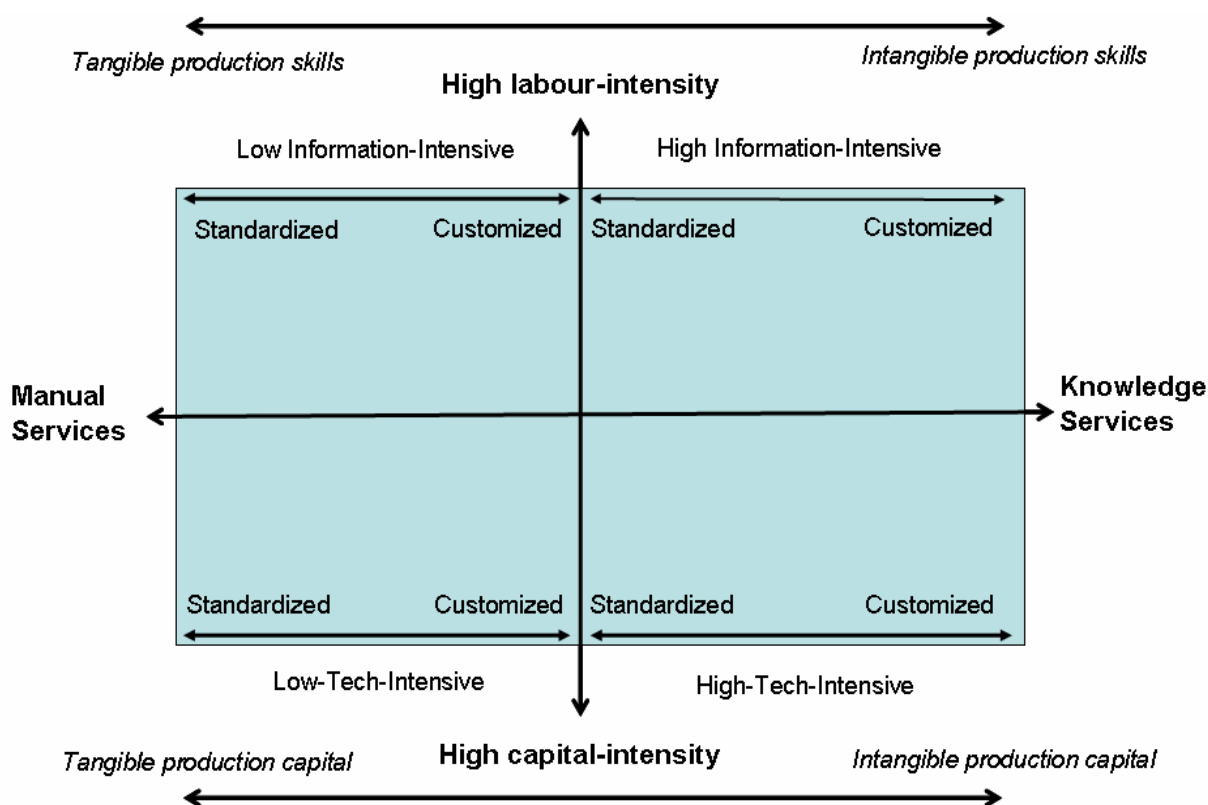 Tangible production skills
Intangible production skills
High labour-intensity
Low Information-Intensive
High Information-Intensive
Standardized
Customized
Standardized
Customized
Manual
Services
Knowledge
Services
Standardized
Customized
Standardized
Customized
Low-Tech-Intensive
High-Tech-Intensive
Tangible production capital
High capital-intensity
Intangible production capital